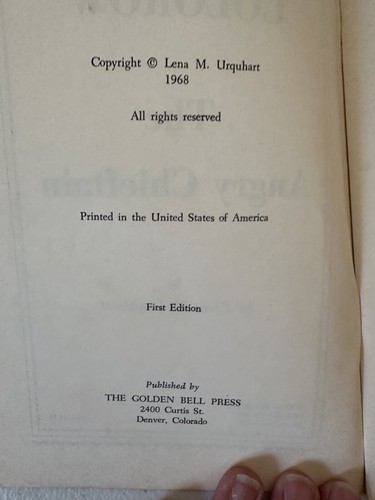 Copyright © Lena M. Urquhart
1968
All rights reserved
Printed in the United States of America
First Edition
Published by
THE GOLDEN BELL PRESS
2400 Curtis St.
Denver, Colorado